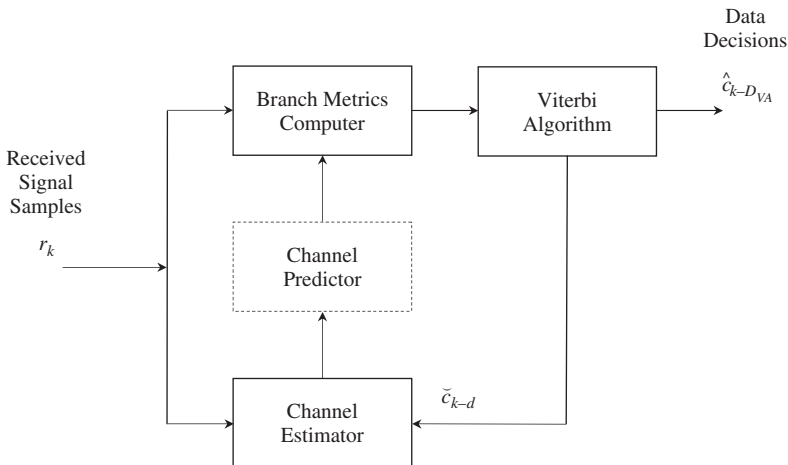 Data
Decisions
Branch Metrics
Computer
Viterbi
Algorithm
ĉ_{k–D_{VA}}
Received
Signal
Samples
r_k
Channel
Predictor
Channel
Estimator
c̆_{k–d}